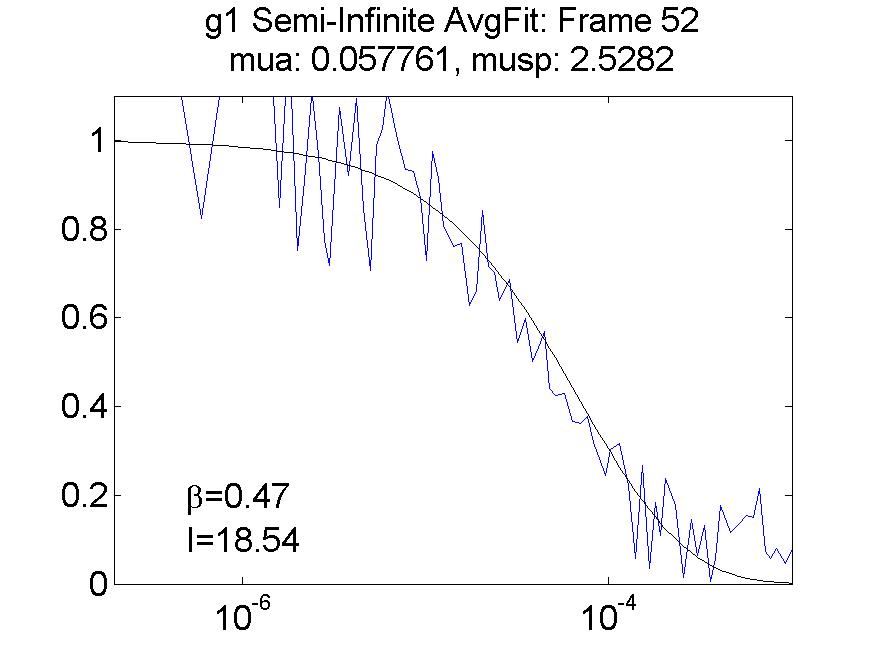 g1 Semi-Infinite AvgFit: Frame 52
mua: 0.057761, musp: 2.5282
1
0.8
0.6
0.4
0.2
0
β=0.47
I=18.54
10^-6
10^-4